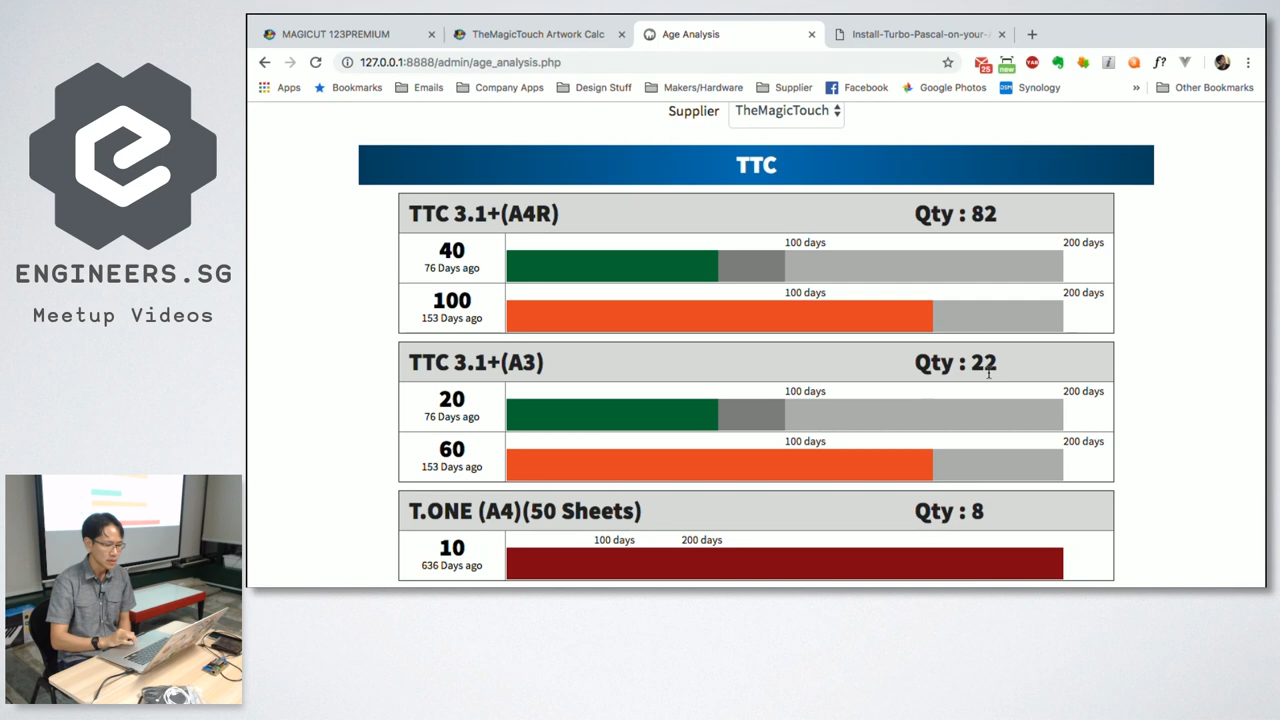 ENGINEERS.SG
Meetup Videos
MAGICUT 123PREMIUM
TheMagicTouch Artwork Calc
Age Analysis
Install-Turbo-Pascal-on-your-
127.0.0.1:8888/admin/age_analysis.php
25
new
YAR
f?
Apps
Bookmarks
Emails
Company Apps
Design Stuff
Makers/Hardware
Supplier
Facebook
Google Photos
DSM
Synology
»
Other Bookmarks
Supplier
TheMagicTouch
TTC
TTC 3.1+(A4R)
Qty : 82
40
76 Days ago
100 days
200 days
100
153 Days ago
100 days
200 days
TTC 3.1+(A3)
Qty : 22
20
76 Days ago
100 days
200 days
60
153 Days ago
100 days
200 days
T.ONE (A4)(50 Sheets)
Qty : 8
10
636 Days ago
100 days
200 days